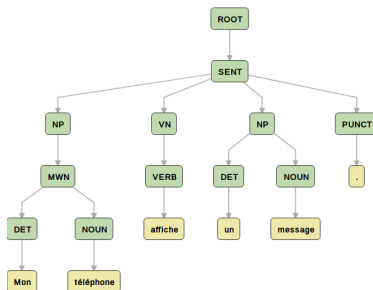 ROOT
SENT
NP VN NP PUNCT
MWN VERB DET NOUN .
DET NOUN affiche un message
Mon téléphone